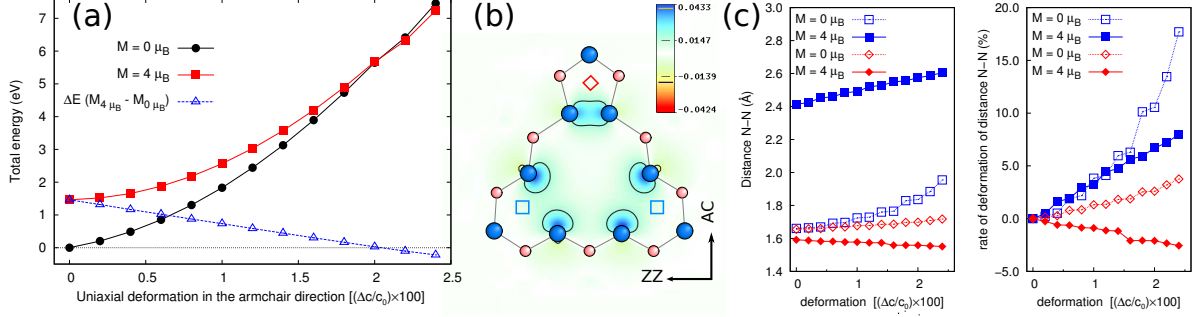 (a)
Total energy (eV)
7
6
5
4
3
2
1
0
M = 0 μB
M = 4 μB
ΔE (M4 μB - M0 μB)
0
0.5
1
1.5
2
2.5
Uniaxial deformation in the armchair direction [(Δc/c0)×100]
(b)
0.0433
0.0147
-0.0139
-0.0424
AC
ZZ
(c)
Distance N−N (Å)
3.0
2.8
2.6
2.4
2.2
2.0
1.8
1.6
1.4
M = 0 μB
M = 4 μB
M = 0 μB
M = 4 μB
0
1
2
deformation [(Δc/c0)×100]
rate of deformation of distance N−N (%)
20.0
15.0
10.0
5.0
0.0
-5.0
M = 0 μB
M = 4 μB
M = 0 μB
M = 4 μB
0
1
2
deformation [(Δc/c0)×100]